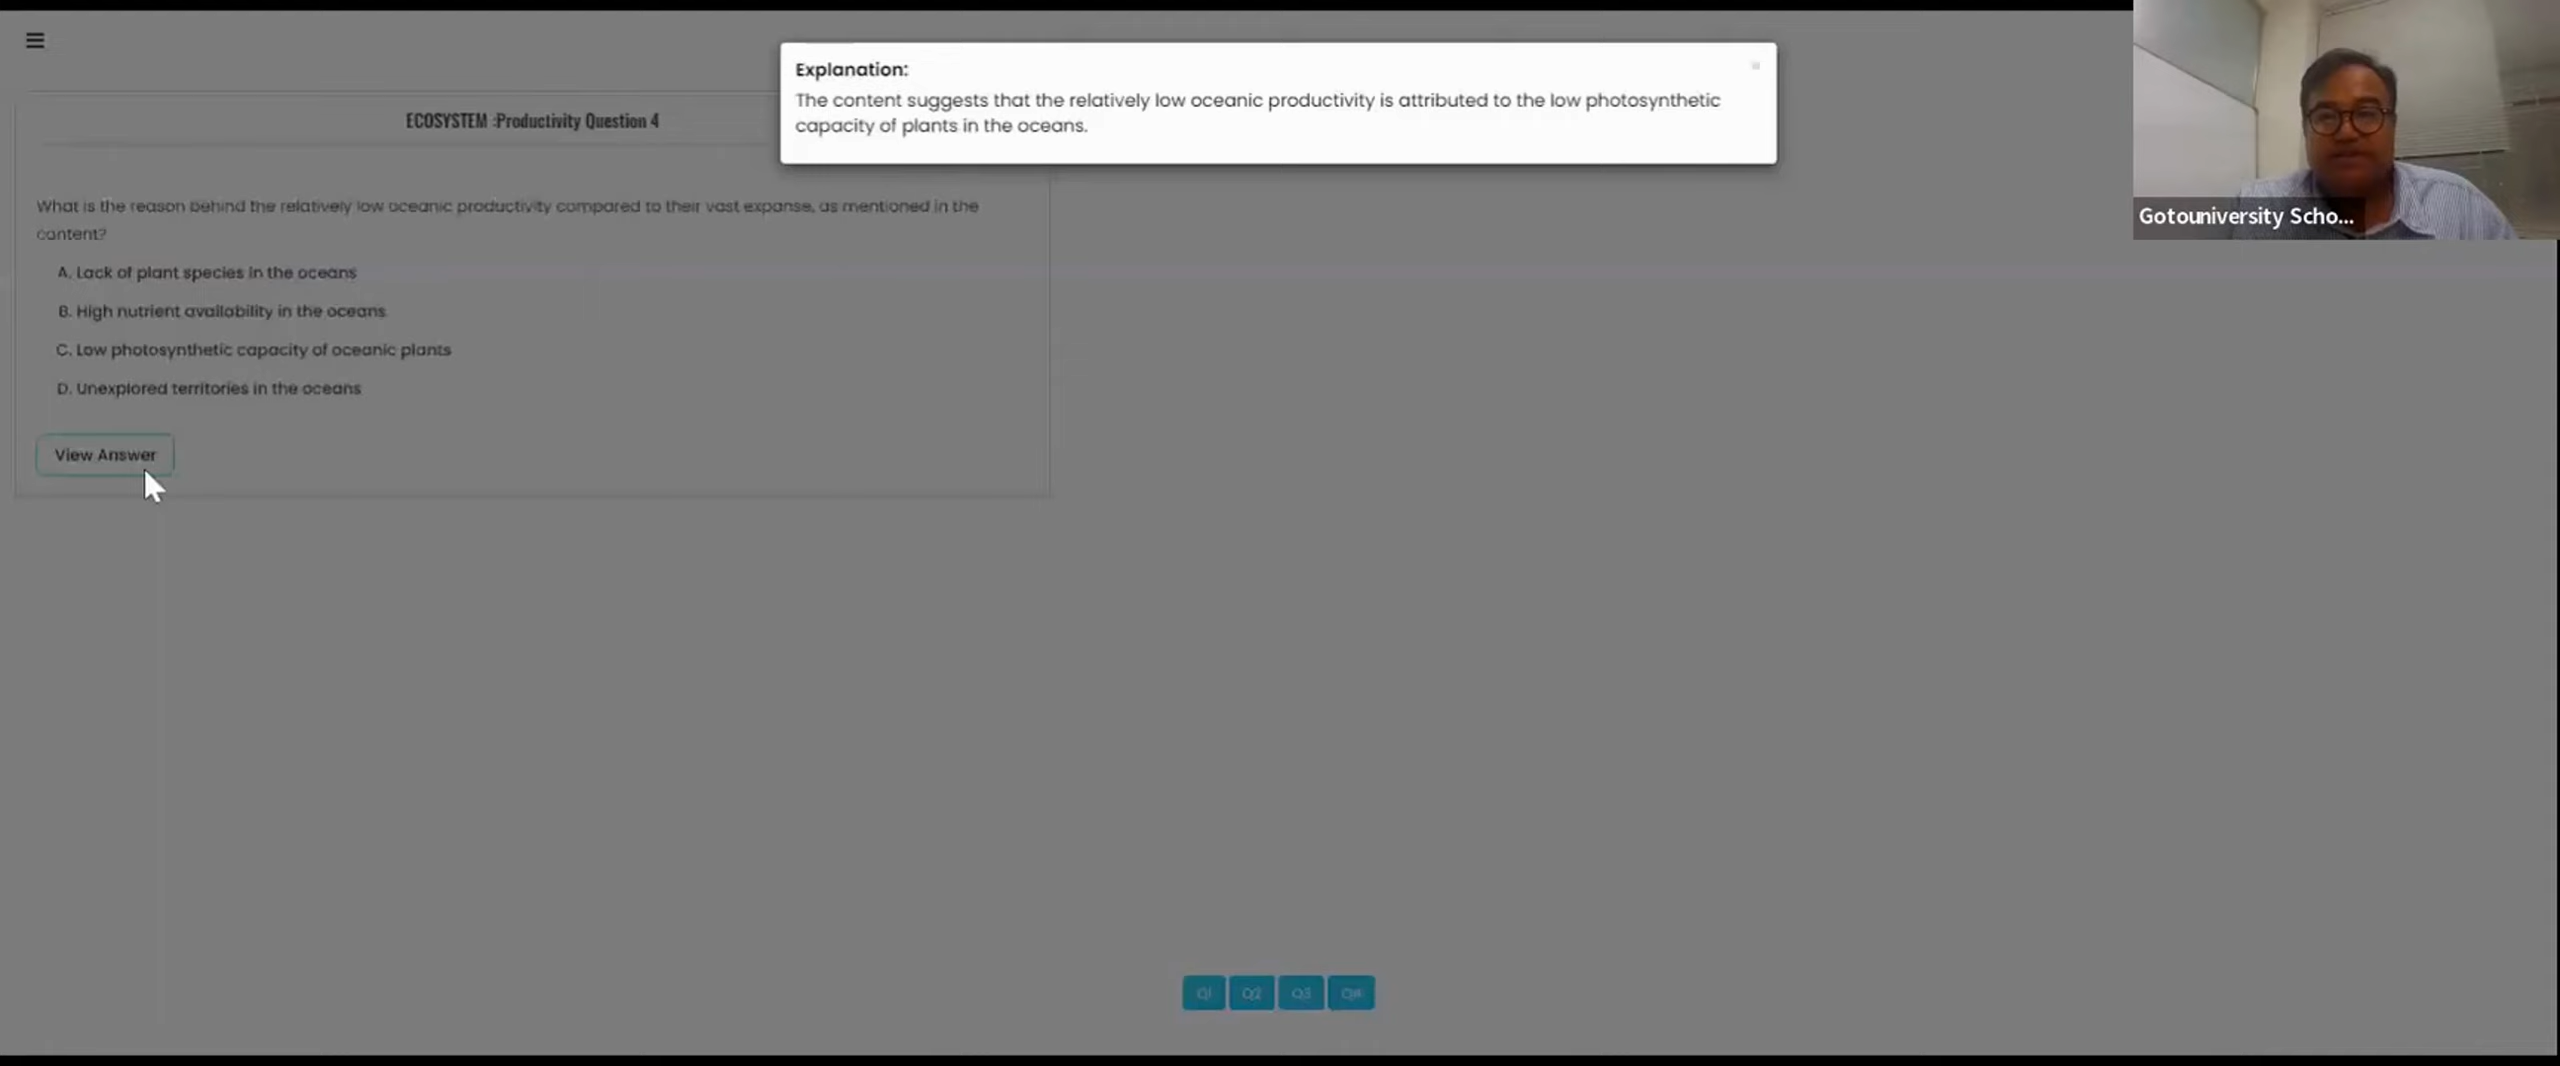 Explanation:
The content suggests that the relatively low oceanic productivity is attributed to the low photosynthetic
capacity of plants in the oceans.
Gotouniversity Scho...
ECOSYSTEM :Productivity Question 4
What is the reason behind the relatively low oceanic productivity compared to their vast expanse, as mentioned in the
content?
A. Lack of plant species in the oceans
B. High nutrient availability in the oceans
C. Low photosynthetic capacity of oceanic plants
D. Unexplored territories in the oceans
View Answer
Q1 Q2 Q3